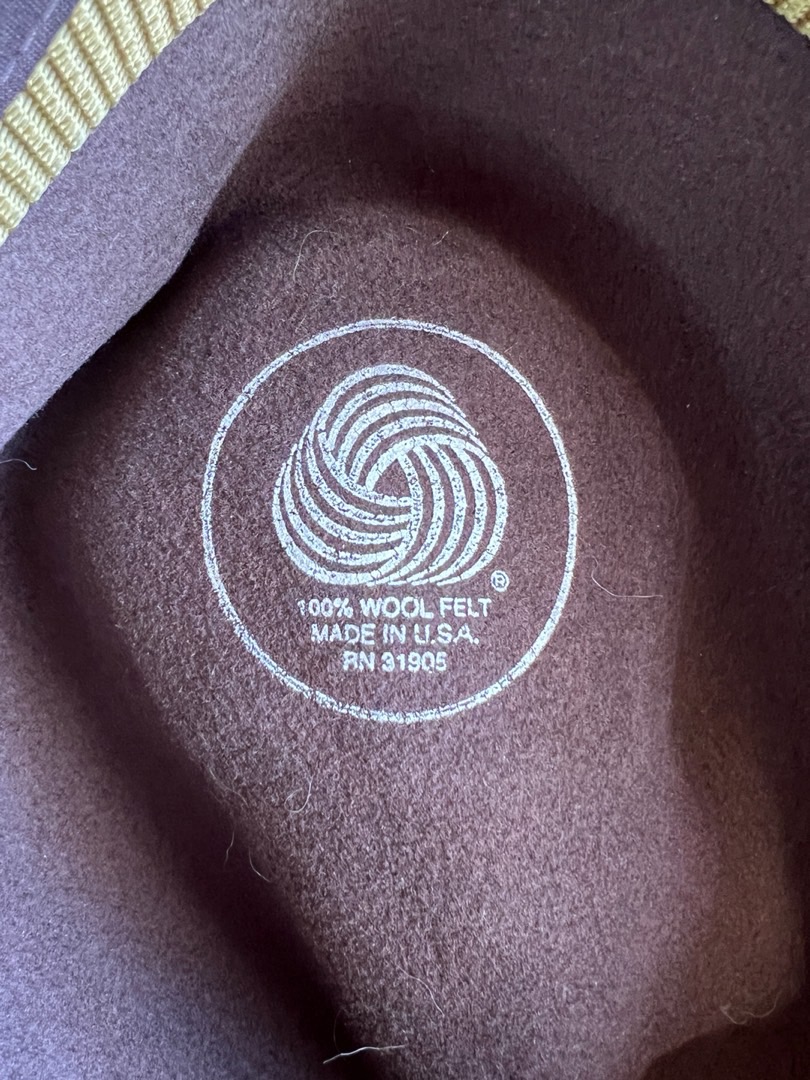 ®
100% WOOL FELT
MADE IN U.S.A.
RN 31905